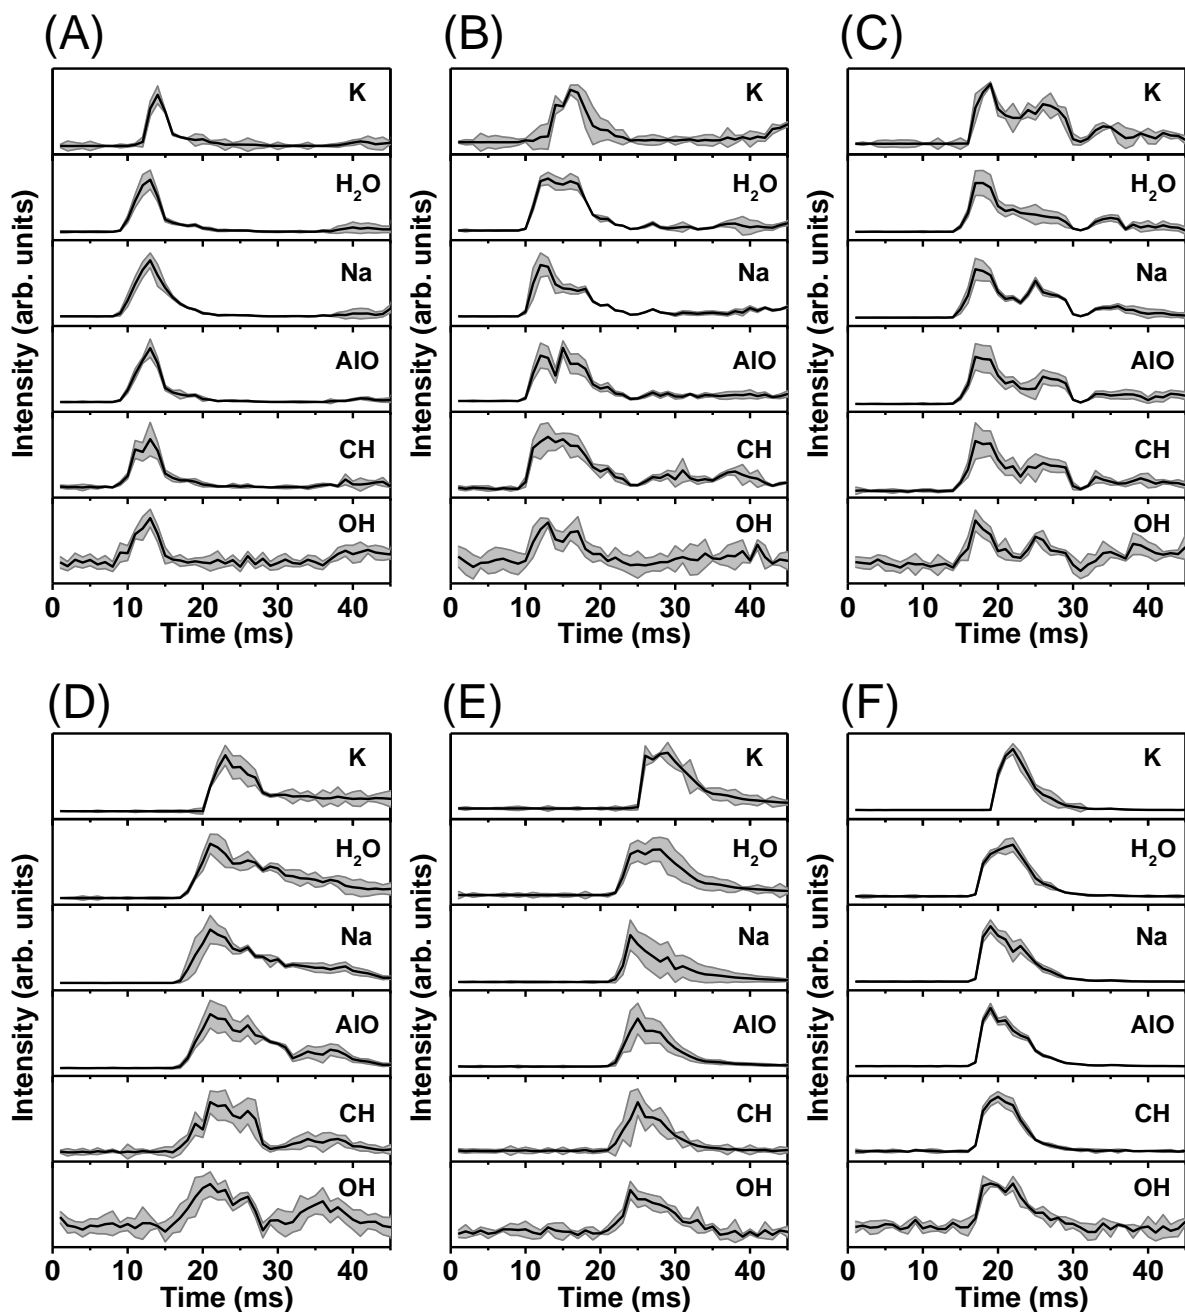 (A)
K
H₂O
Na
AlO
CH
OH
Intensity (arb. units)
0 10 20 30 40
Time (ms)
(B)
K
H₂O
Na
AlO
CH
OH
Intensity (arb. units)
0 10 20 30 40
Time (ms)
(C)
K
H₂O
Na
AlO
CH
OH
Intensity (arb. units)
0 10 20 30 40
Time (ms)
(D)
K
H₂O
Na
AlO
CH
OH
Intensity (arb. units)
0 10 20 30 40
Time (ms)
(E)
K
H₂O
Na
AlO
CH
OH
Intensity (arb. units)
0 10 20 30 40
Time (ms)
(F)
K
H₂O
Na
AlO
CH
OH
Intensity (arb. units)
0 10 20 30 40
Time (ms)